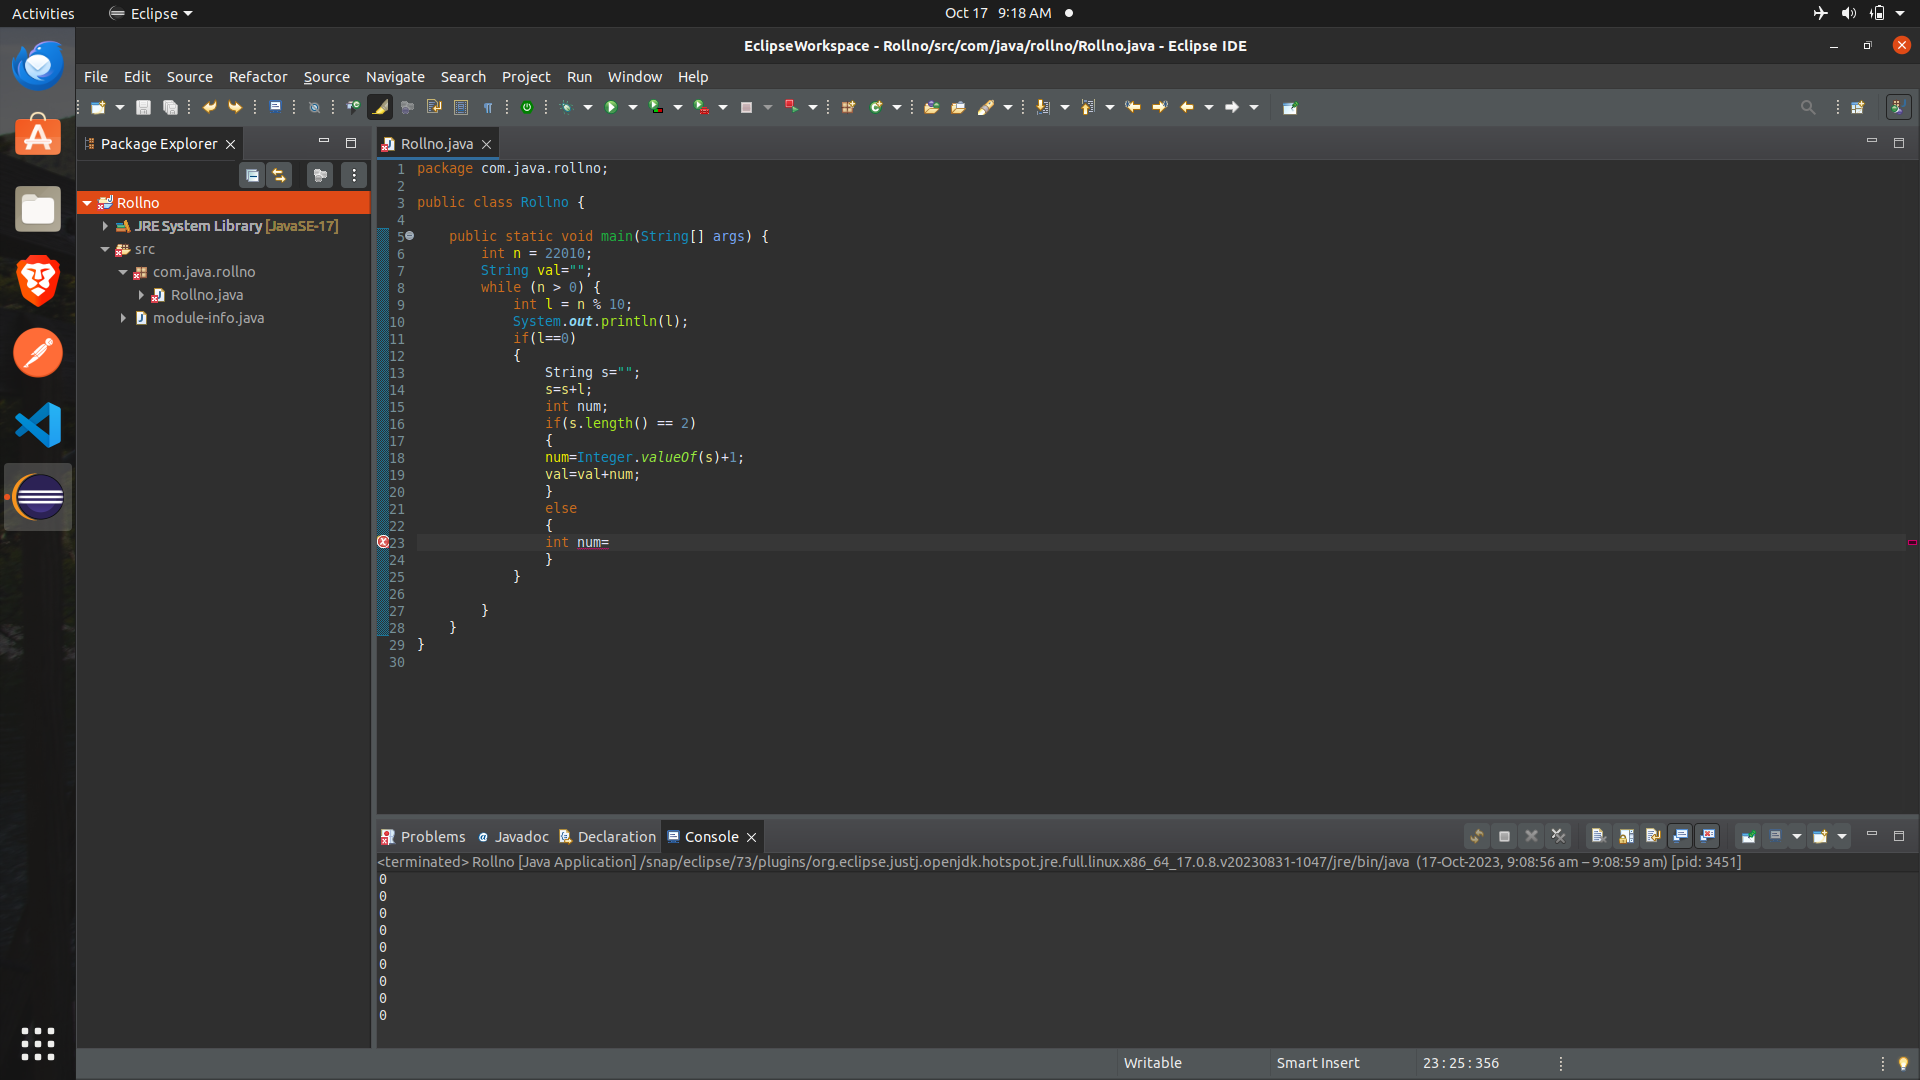 Activities
Eclipse
Oct 17 9:18 AM
EclipseWorkspace - Rollno/src/com/java/rollno/Rollno.java - Eclipse IDE
File Edit Source Refactor Source Navigate Search Project Run Window Help
Package Explorer
Rollno
JRE System Library [JavaSE-17]
src
com.java.rollno
Rollno.java
module-info.java
Rollno.java
1 package com.java.rollno;
2
3 public class Rollno {
4
5 public static void main(String[] args) {
6 int n = 22010;
7 String val="";
8 while (n > 0) {
9 int l = n % 10;
10 System.out.println(l);
11 if(l==0)
12 {
13 String s="";
14 s=s+l;
15 int num;
16 if(s.length() == 2)
17 {
18 num=Integer.valueOf(s)+1;
19 val=val+num;
20 }
21 else
22 {
23 int num=
24 }
25 }
26
27 }
28 }
29 }
30
Problems Javadoc Declaration Console
<terminated> Rollno [Java Application] /snap/eclipse/73/plugins/org.eclipse.justj.openjdk.hotspot.jre.full.linux.x86_64_17.0.8.v20230831-1047/jre/bin/java (17-Oct-2023, 9:08:56 am – 9:08:59 am) [pid: 3451]
0
0
0
0
0
0
0
0
0
Writable Smart Insert 23 : 25 : 356